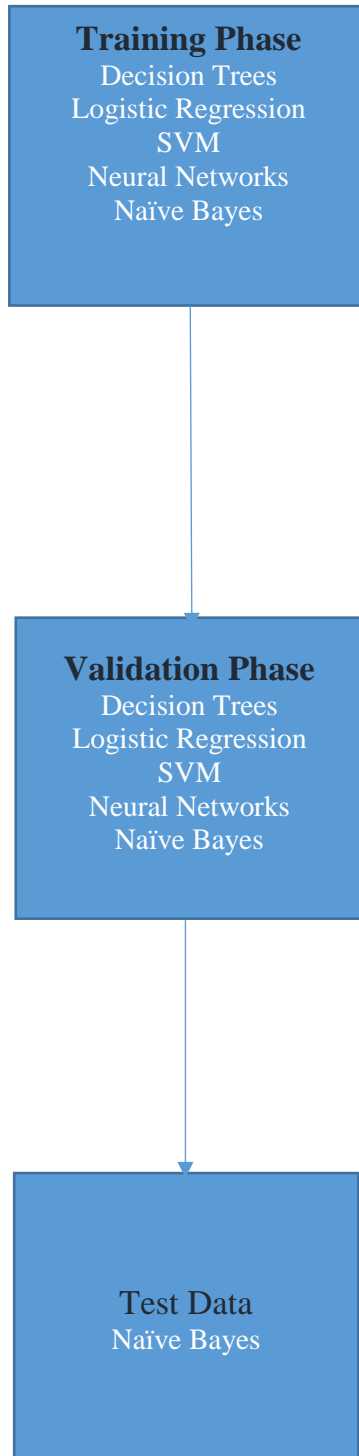 Training Phase
Decision Trees
Logistic Regression
SVM
Neural Networks
Naïve Bayes
Validation Phase
Decision Trees
Logistic Regression
SVM
Neural Networks
Naïve Bayes
Test Data
Naïve Bayes